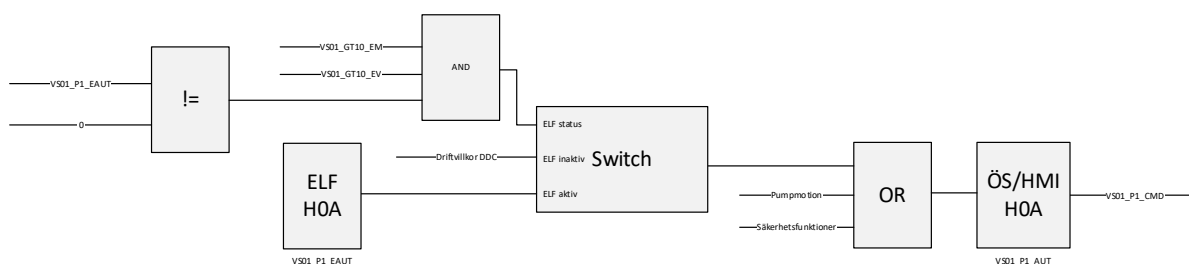 VS01_P1_EAUT
0
!=
VS01_GT10_EM
VS01_GT10_EV
AND
ELF
H0A
VS01_P1_EAUT
Driftvillkor DDC
ELF status
ELF inaktiv
ELF aktiv
Switch
Pumpmotion
Säkerhetsfunktioner
OR
ÖS/HMI
H0A
VS01_P1_AUT
VS01_P1_CMD